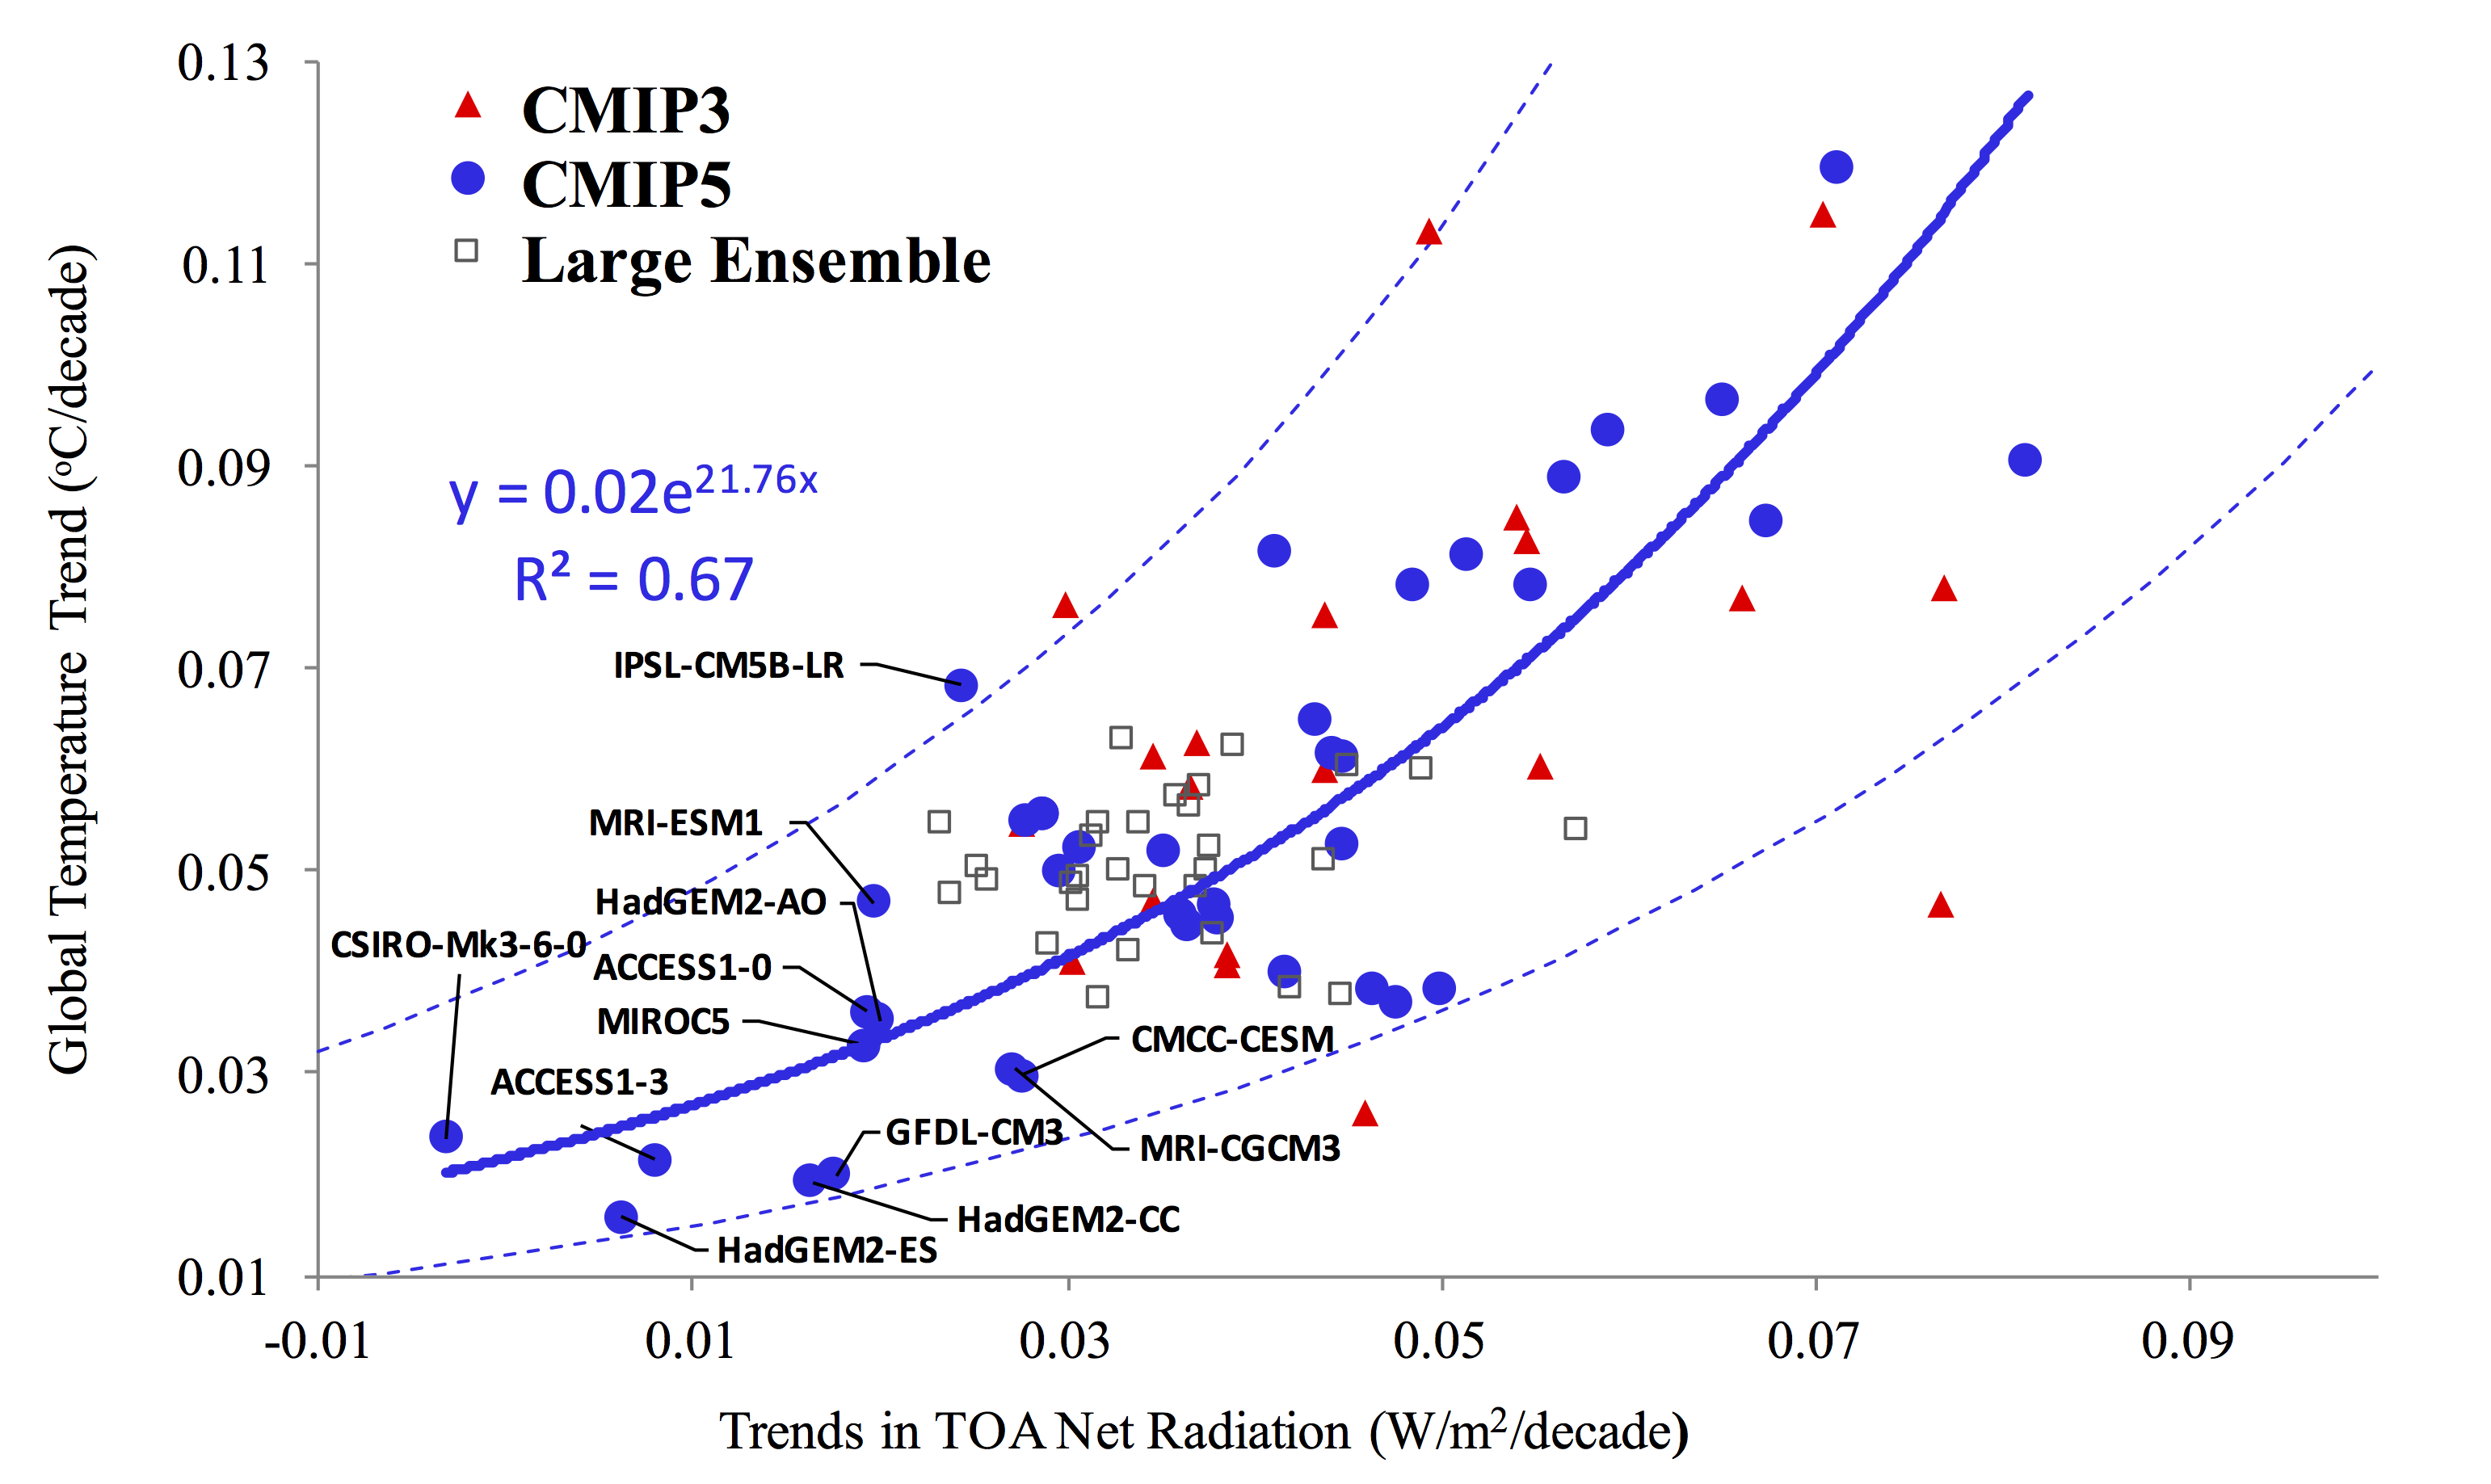 0.13
0.11
0.09
0.07
0.05
0.03
0.01
Global Temperature Trend (°C/decade)
CMIP3
CMIP5
Large Ensemble
y = 0.02e^21.76x
R² = 0.67
IPSL-CM5B-LR
MRI-ESM1
HadGEM2-AO
CSIRO-Mk3-6-0
ACCESS1-0
MIROC5
CMCC-CESM
ACCESS1-3
GFDL-CM3
MRI-CGCM3
HadGEM2-CC
HadGEM2-ES
-0.01 0.01 0.03 0.05 0.07 0.09
Trends in TOA Net Radiation (W/m²/decade)